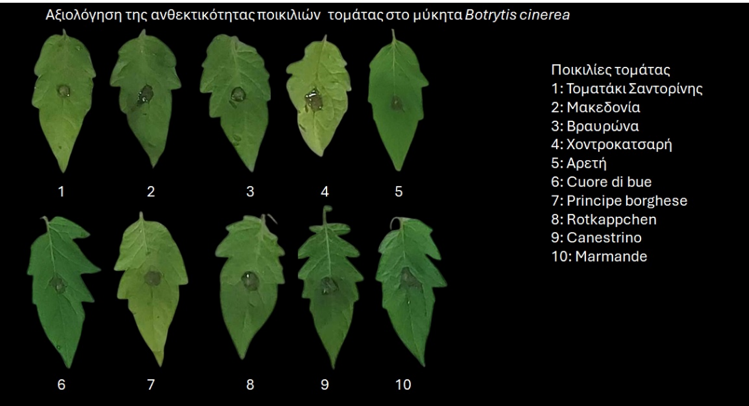 Αξιολόγηση της ανθεκτικότητας ποικιλιών τομάτας στο μύκητα Botrytis cinerea
Ποικιλίες τομάτας
1: Τοματάκι Σαντορίνης
2: Μακεδονία
3: Βραυρώνα
4: Χοντροκατσαρή
5: Αρετή
6: Cuore di bue
7: Principe borghese
8: Rotkappchen
9: Canestrino
10: Marmande
1 2 3 4 5
6 7 8 9 10